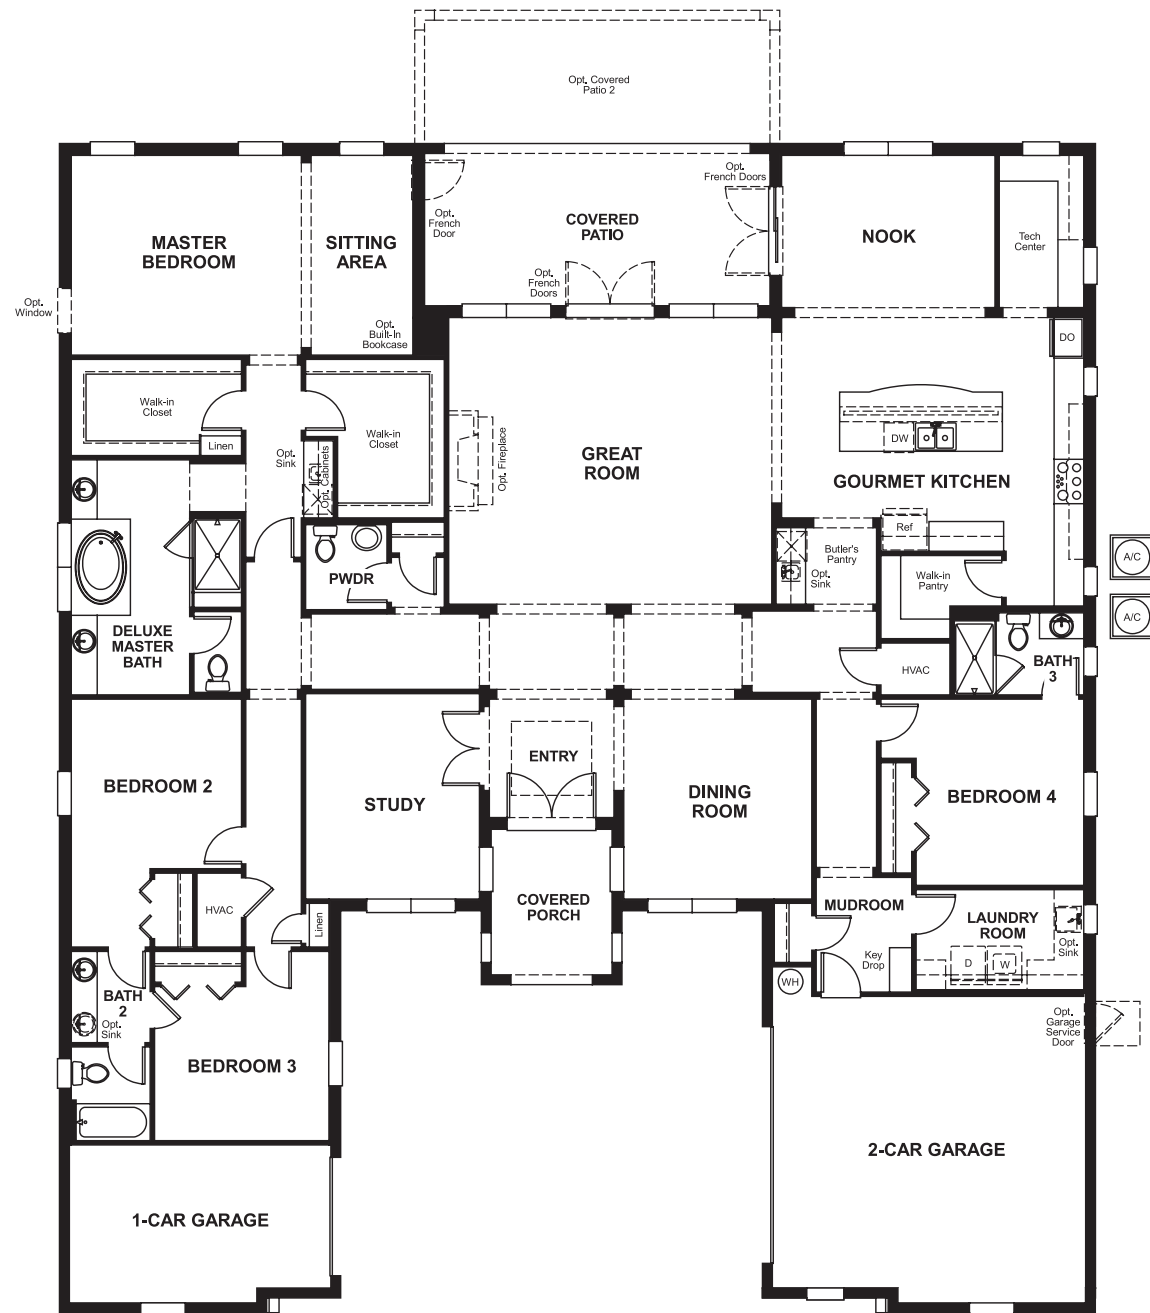 Opt. Covered
Patio 2
MASTER
BEDROOM
SITTING
AREA
Opt.
French
Door
COVERED
PATIO
Opt.
French Doors
Opt.
French
Doors
NOOK
Tech
Center
Opt.
Window
Opt.
Built-In
Bookcase
DO
Walk-in
Closet
Linen
Walk-in
Closet
Opt.
Sink
Opt. Cabinets
GREAT
ROOM
Opt. Fireplace
DW
GOURMET KITCHEN
Ref
Butler's
Pantry
Opt.
Sink
Walk-in
Pantry
A/C
A/C
PWDR
DELUXE
MASTER
BATH
HVAC
BATH
3
BEDROOM 2
STUDY
ENTRY
DINING
ROOM
BEDROOM 4
HVAC
Linen
COVERED
PORCH
MUDROOM
LAUNDRY
ROOM
Opt.
Sink
Key
Drop
D
W
WH
BATH
2
Opt.
Sink
BEDROOM 3
Opt.
Garage
Service
Door
2-CAR GARAGE
1-CAR GARAGE